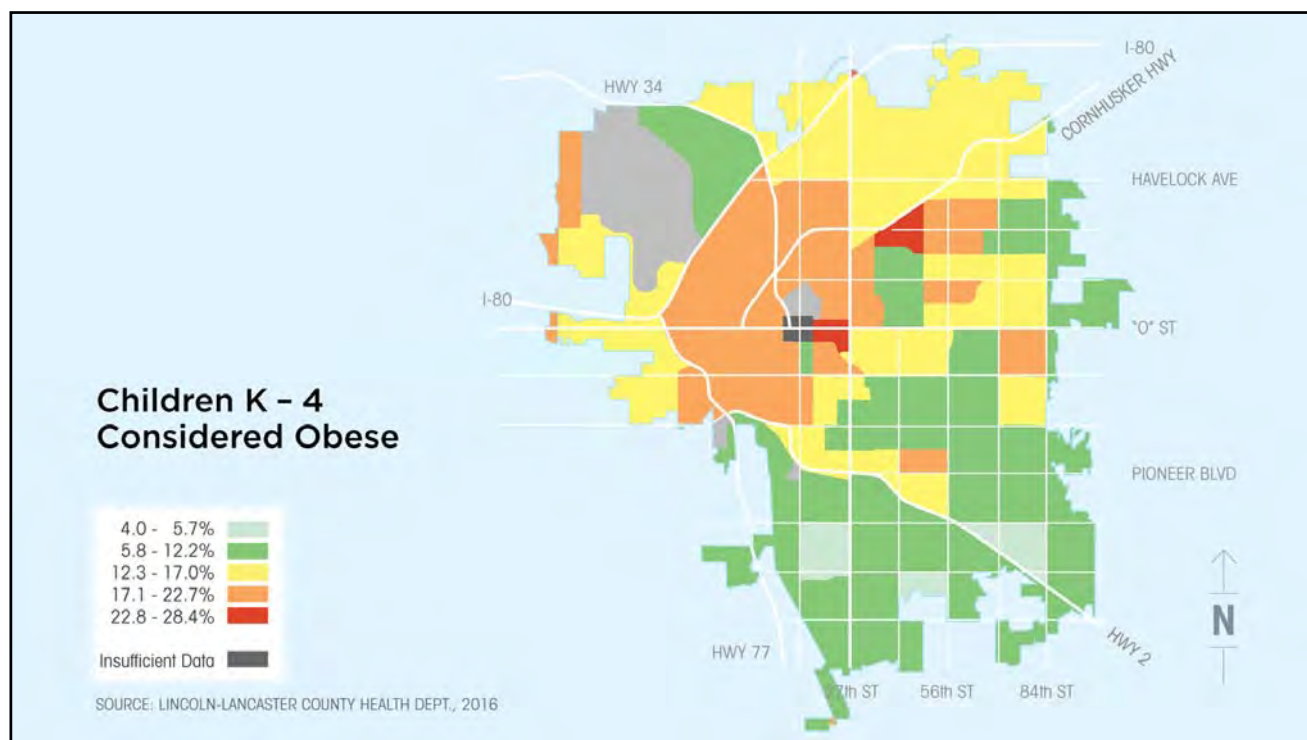 I-80
HWY 34
CORNHUSKER HWY
HAVELOCK AVE
I-80
"O" ST
Children K – 4
Considered Obese
PIONEER BLVD
4.0 - 5.7%
5.8 - 12.2%
12.3 - 17.0%
17.1 - 22.7%
22.8 - 28.4%
Insufficient Data
N
HWY 2
HWY 77
27th ST
56th ST
84th ST
SOURCE: LINCOLN-LANCASTER COUNTY HEALTH DEPT., 2016